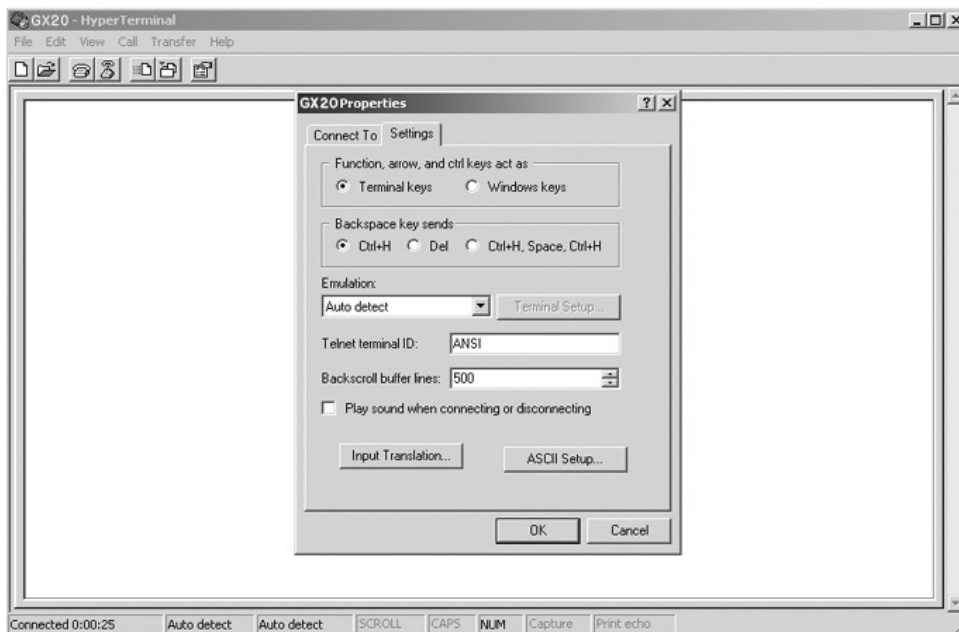 GX20 - HyperTerminal
File Edit View Call Transfer Help
GX20 Properties
Connect To Settings
Function, arrow, and ctrl keys act as
Terminal keys Windows keys
Backspace key sends
Ctrl+H Del Ctrl+H, Space, Ctrl+H
Emulation:
Auto detect Terminal Setup...
Telnet terminal ID: ANSI
Backscroll buffer lines: 500
Play sound when connecting or disconnecting
Input Translation... ASCII Setup...
OK Cancel
Connected 0:00:25 Auto detect Auto detect SCROLL CAPS NUM Capture Print echo